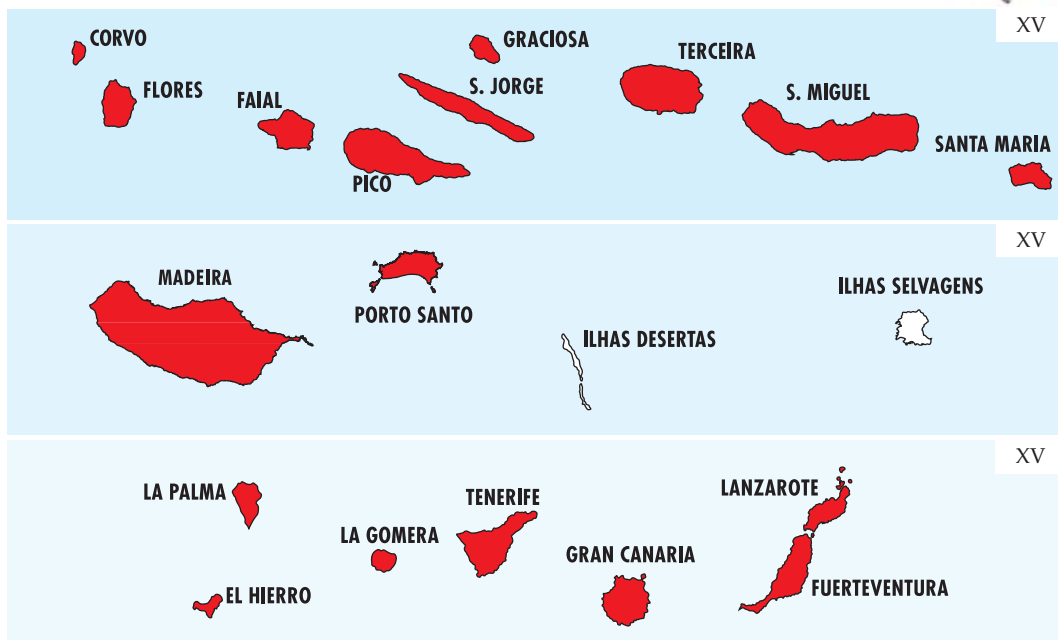 XV
CORVO
GRACIOSA
TERCEIRA
FLORES
S. JORGE
S. MIGUEL
FAIAL
SANTA MARIA
PICO
XV
MADEIRA
ILHAS SELVAGENS
PORTO SANTO
ILHAS DESERTAS
XV
LA PALMA
TENERIFE
LANZAROTE
LA GOMERA
GRAN CANARIA
FUERTEVENTURA
EL HIERRO